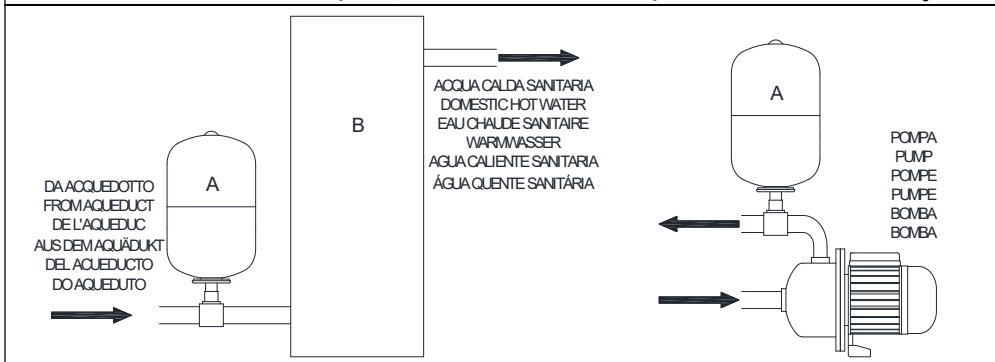 DA ACQUEDOTTO
FROM AQUEDUCT
DE L'AQUEDUC
AUS DEM AQUÄDUKT
DEL ACUEDUCTO
DO AQUEDUTO
A
B
ACQUA CALDA SANITARIA
DOMESTIC HOT WATER
EAU CHAUDE SANITAIRE
WARMWASSER
AGUA CALIENTE SANITARIA
ÁGUA QUENTE SANITÁRIA
A
POMPA
PUMP
POMPE
PUMPE
BOMBA
BOMBA